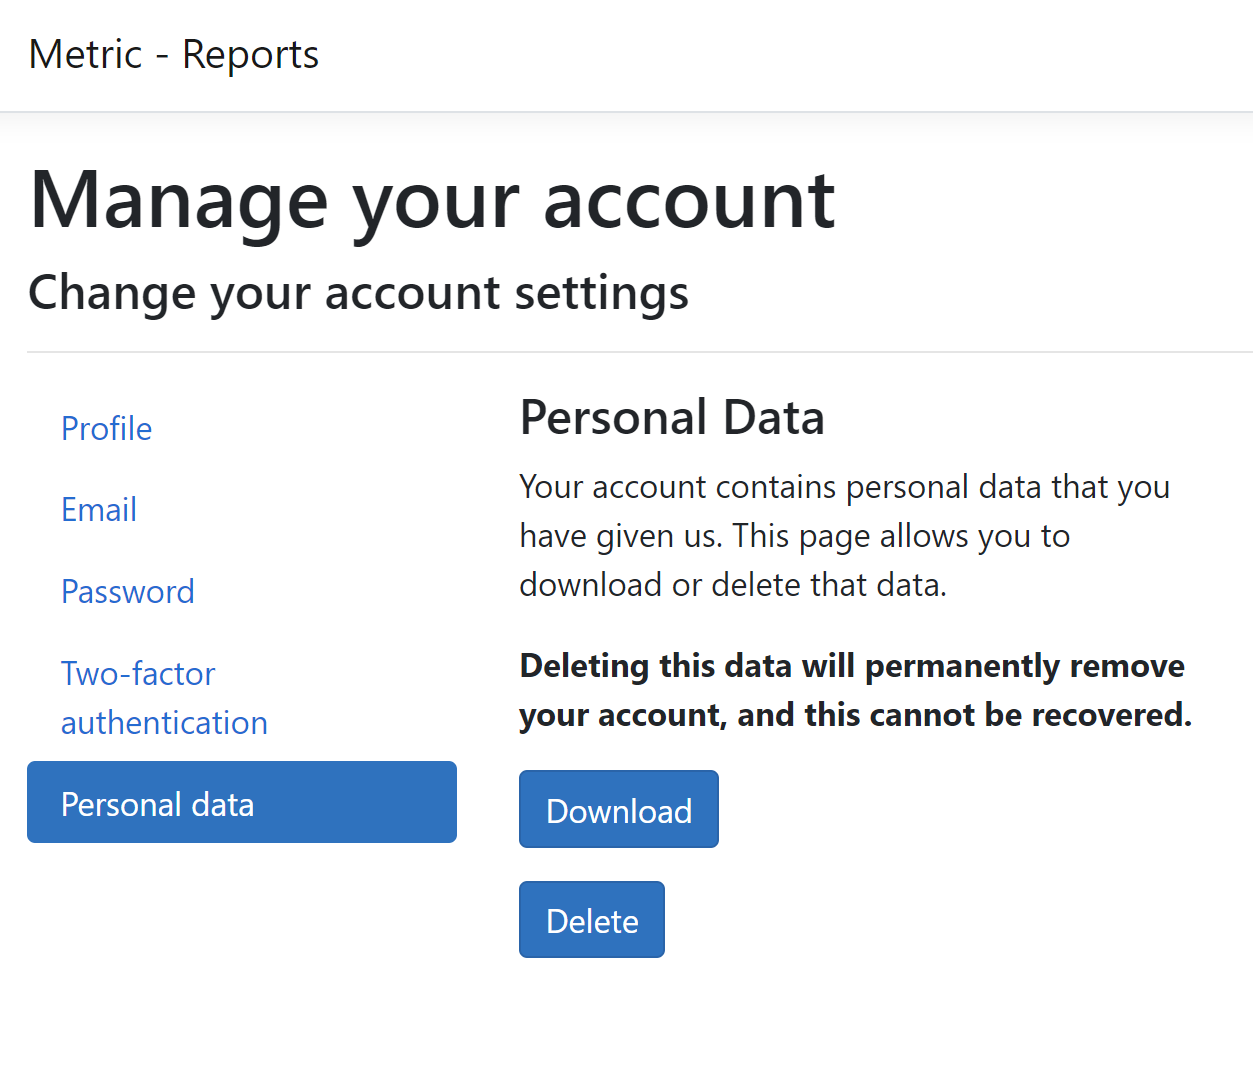 Metric - Reports
Manage your account
Change your account settings
Profile
Email
Password
Two-factor
authentication
Personal data
Personal Data
Your account contains personal data that you
have given us. This page allows you to
download or delete that data.
Deleting this data will permanently remove
your account, and this cannot be recovered.
Download
Delete